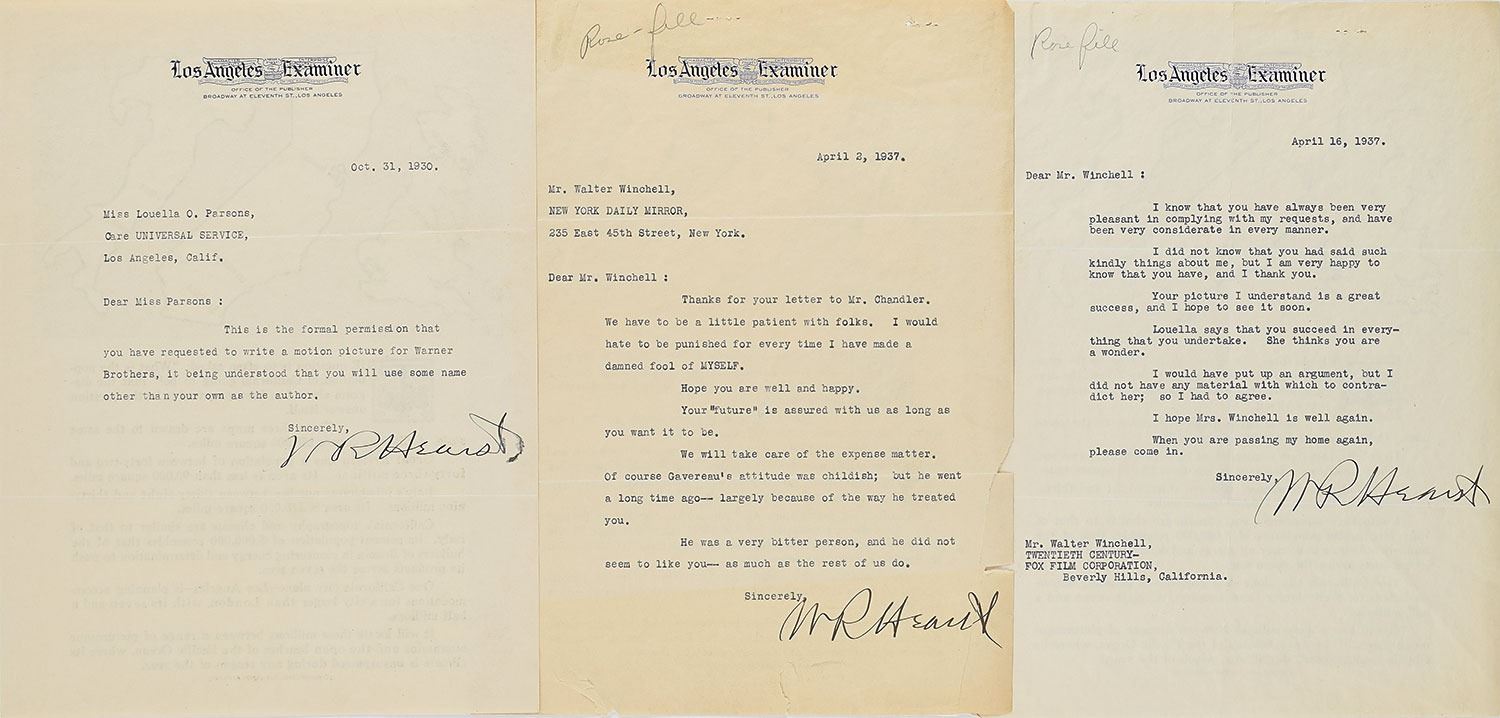 Los Angeles Examiner
OFFICE OF THE PUBLISHER
BROADWAY AT ELEVENTH ST., LOS ANGELES
Oct. 31, 1930.
Miss Louella O. Parsons,
Care UNIVERSAL SERVICE,
Los Angeles, Calif.
Dear Miss Parsons :
This is the formal permission that
you have requested to write a motion picture for Warner
Brothers, it being understood that you will use some name
other than your own as the author.
Sincerely,
W R Hearst
Rose-fill
Los Angeles Examiner
OFFICE OF THE PUBLISHER
BROADWAY AT ELEVENTH ST., LOS ANGELES
April 2, 1937.
Mr. Walter Winchell,
NEW YORK DAILY MIRROR,
235 East 45th Street, New York.
Dear Mr. Winchell :
Thanks for your letter to Mr. Chandler.
We have to be a little patient with folks. I would
hate to be punished for every time I have made a
damned fool of MYSELF.
Hope you are well and happy.
Your "future" is assured with us as long as
you want it to be.
We will take care of the expense matter.
Of course Gavereau's attitude was childish; but he went
a long time ago-- largely because of the way he treated
you.
He was a very bitter person, and he did not
seem to like you-- as much as the rest of us do.
Sincerely,
W R Hearst
Rose file
Los Angeles Examiner
OFFICE OF THE PUBLISHER
BROADWAY AT ELEVENTH ST., LOS ANGELES
April 16, 1937.
Dear Mr. Winchell :
I know that you have always been very
pleasant in complying with my requests, and have
been very considerate in every manner.
I did not know that you had said such
kindly things about me, but I am very happy to
know that you have, and I thank you.
Your picture I understand is a great
success, and I hope to see it soon.
Louella says that you succeed in every-
thing that you undertake. She thinks you are
a wonder.
I would have put up an argument, but I
did not have any material with which to contra-
dict her; so I had to agree.
I hope Mrs. Winchell is well again.
When you are passing my home again,
please come in.
Sincerely,
W R Hearst
Mr. Walter Winchell,
TWENTIETH CENTURY-
FOX FILM CORPORATION,
Beverly Hills, California.